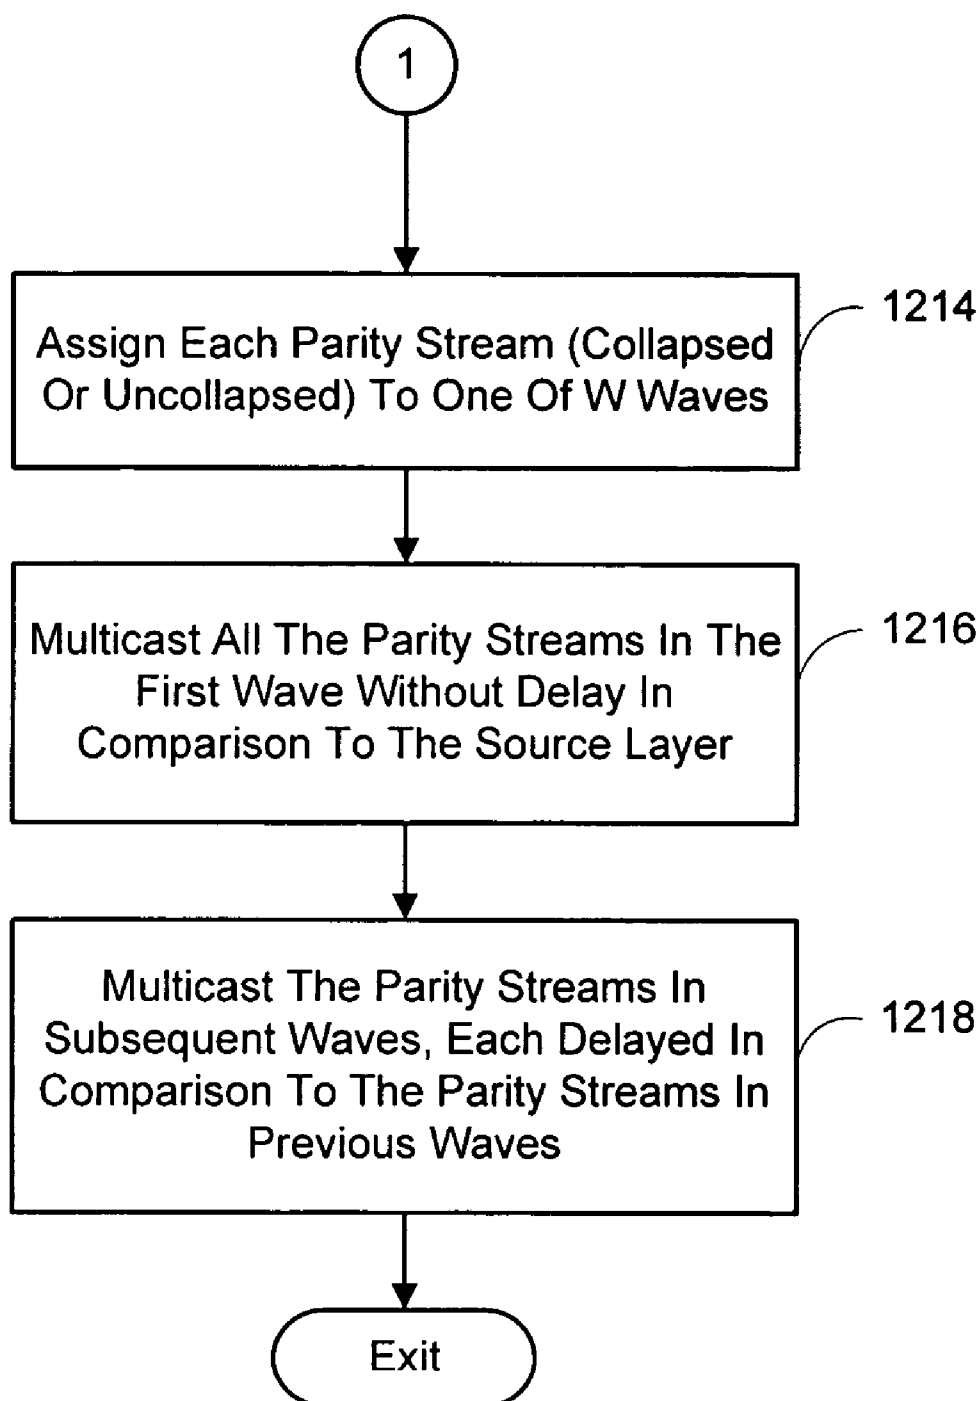 1
Assign Each Parity Stream (Collapsed
Or Uncollapsed) To One Of W Waves
1214
Multicast All The Parity Streams In The
First Wave Without Delay In
Comparison To The Source Layer
1216
Multicast The Parity Streams In
Subsequent Waves, Each Delayed In
Comparison To The Parity Streams In
Previous Waves
1218
Exit